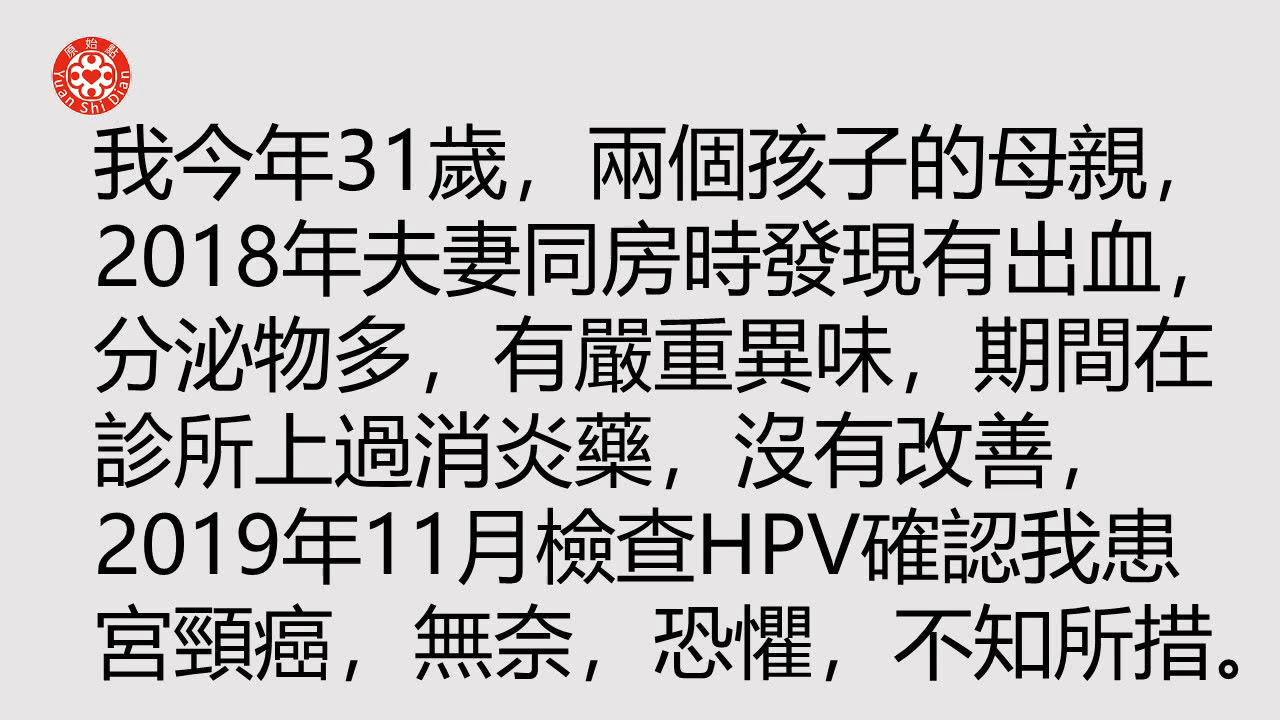 原始點
Yuan Shi Dian
我今年31歲，兩個孩子的母親，
2018年夫妻同房時發現有出血，
分泌物多，有嚴重異味，期間在
診所上過消炎藥，沒有改善，
2019年11月檢查HPV確認我患
宮頸癌，無奈，恐懼，不知所措。